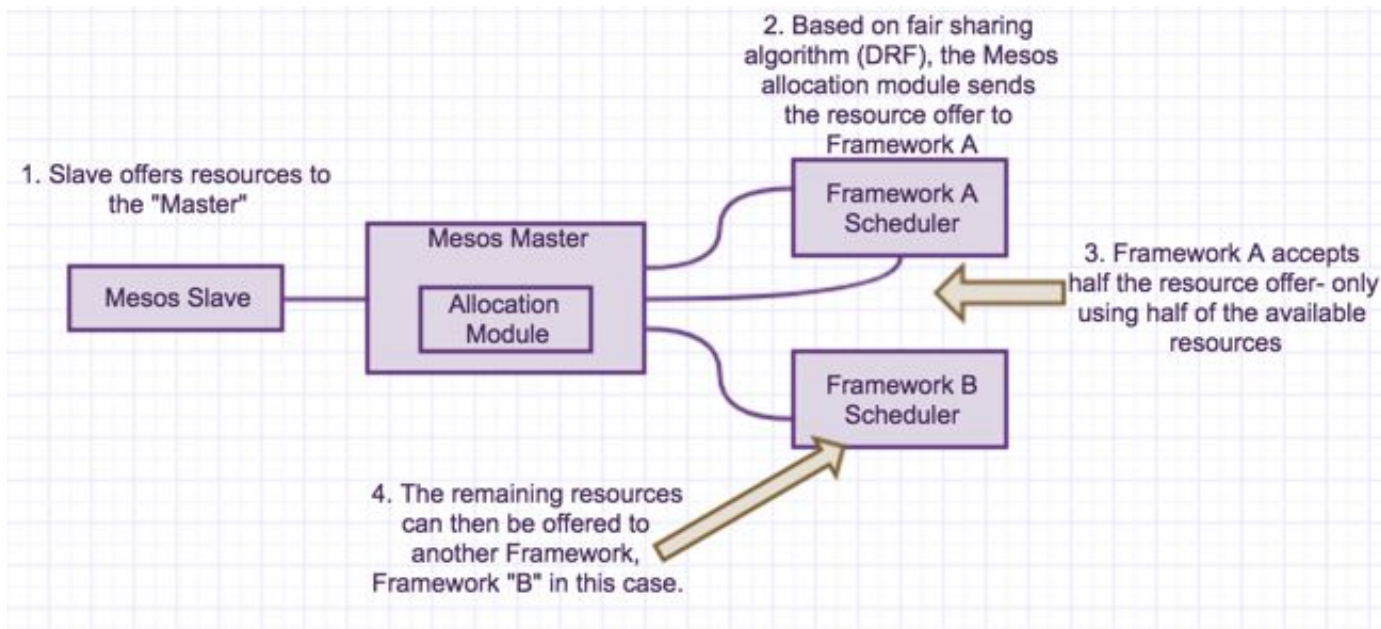 2. Based on fair sharing
algorithm (DRF), the Mesos
allocation module sends
the resource offer to
Framework A
1. Slave offers resources to
the "Master"
Mesos Slave
Mesos Master
Allocation
Module
Framework A
Scheduler
3. Framework A accepts
half the resource offer- only
using half of the available
resources
Framework B
Scheduler
4. The remaining resources
can then be offered to
another Framework,
Framework "B" in this case.